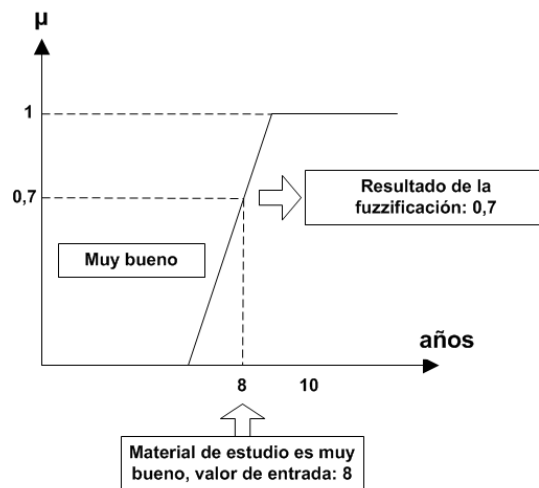 µ
1
0,7
Resultado de la
fuzzificación: 0,7
Muy bueno
años
8
10
Material de estudio es muy
bueno, valor de entrada: 8